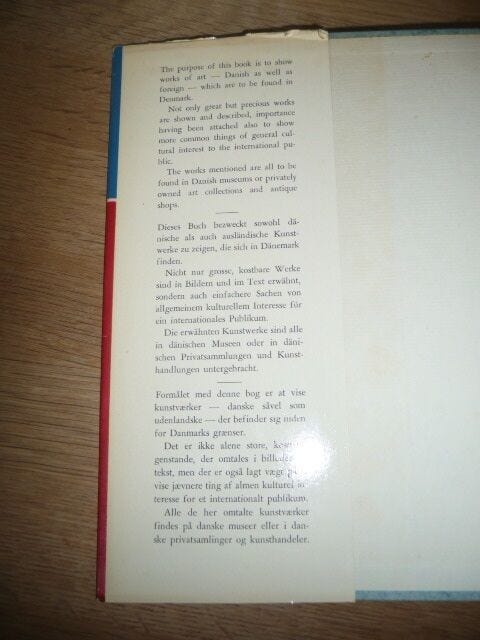 The purpose of this book is to show
works of art — Danish as well as
foreign — which are to be found in
Denmark.
Not only great but precious works
are shown and described, importance
having been attached also to show
more common things of general cul-
tural interest to the international pu-
blic.
The works mentioned are all to be
found in Danish museums or privately
owned art collections and antique
shops.
Dieses Buch bezweckt sowohl dä-
nische als auch ausländische Kunst-
werke zu zeigen, die sich in Dänemark
finden.
Nicht nur grosse, kostbare Werke
sind in Bildern und im Text erwähnt,
sondern auch einfachere Sachen von
allgemeinem kulturellem Interesse für
ein internationales Publikum.
Die erwähnten Kunstwerke sind alle
in dänischen Museen oder in däni-
schen Privatsammlungen und Kunst-
handlungen untergebracht.
Formålet med denne bog er at vise
kunstværker — danske såvel som
udenlandske — der befinder sig inden
for Danmarks grænser.
Det er ikke alene store,
genstande, der omtales i
tekst, men der er også lagt vægt
vise jævnere ting af almen kulturel in-
teresse for et internationalt publikum.
Alle de her omtalte kunstværker
findes på danske museer eller i dan-
ske privatsamlinger og kunsthandeler.